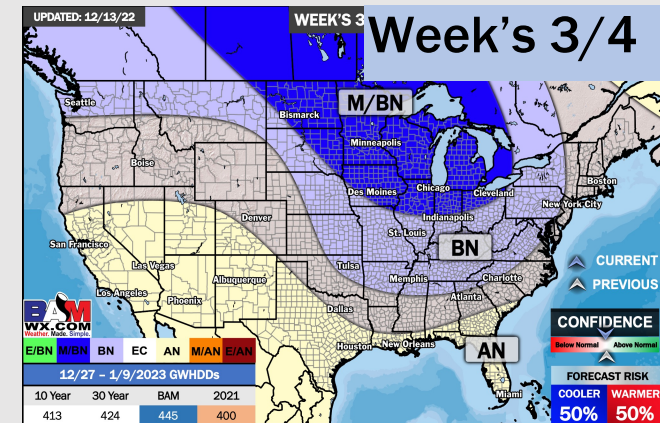 UPDATED: 12/13/22
WEEK'S 3
Week's 3/4
M/BN
Seattle
Bismarck
Minneapolis
Boise
Boston
Des Moines
Chicago
Cleveland
New York City
Indianapolis
Denver
St. Louis
San Francisco
BN
CURRENT
Las Vegas
Tulsa
Memphis
Charlotte
PREVIOUS
Los Angeles
Albuquerque
Phoenix
Atlanta
BAM
WX.COM
Weather. Made. Simple.
Dallas
CONFIDENCE
Below Normal
Above Normal
Houston
New Orleans
AN
E/BN M/BN BN EC AN M/AN E/AN
12/27 – 1/9/2023 GWHDDs
FORECAST RISK
Miami
10 Year 30 Year BAM 2021
COOLER WARMER
413 424 445 400
50% 50%